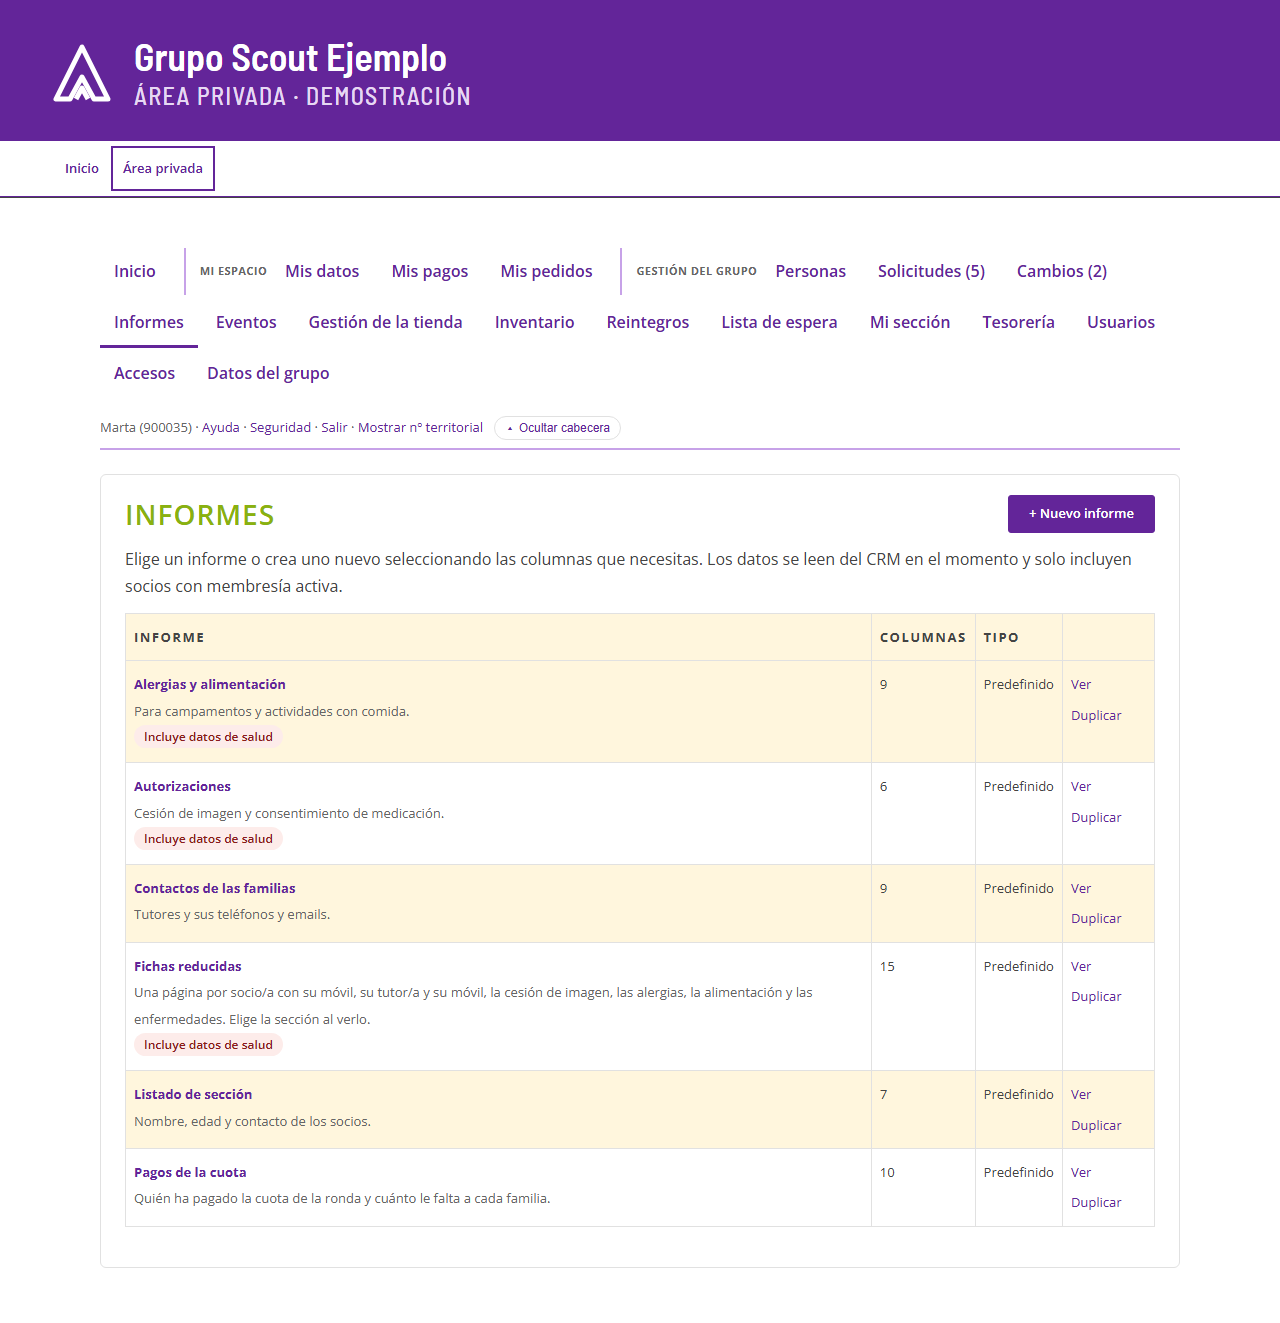 Grupo Scout Ejemplo
ÁREA PRIVADA · DEMOSTRACIÓN
Inicio Área privada
Inicio MI ESPACIO Mis datos Mis pagos Mis pedidos GESTIÓN DEL GRUPO Personas Solicitudes (5) Cambios (2)
Informes Eventos Gestión de la tienda Inventario Reintegros Lista de espera Mi sección Tesorería Usuarios
Accesos Datos del grupo
Marta (900035) · Ayuda · Seguridad · Salir · Mostrar nº territorial ▲ Ocultar cabecera
INFORMES + Nuevo informe
Elige un informe o crea uno nuevo seleccionando las columnas que necesitas. Los datos se leen del CRM en el momento y solo incluyen
socios con membresía activa.
INFORME COLUMNAS TIPO
Alergias y alimentación 9 Predefinido Ver
Para campamentos y actividades con comida. Duplicar
Incluye datos de salud
Autorizaciones 6 Predefinido Ver
Cesión de imagen y consentimiento de medicación. Duplicar
Incluye datos de salud
Contactos de las familias 9 Predefinido Ver
Tutores y sus teléfonos y emails. Duplicar
Fichas reducidas 15 Predefinido Ver
Una página por socio/a con su móvil, su tutor/a y su móvil, la cesión de imagen, las alergias, la alimentación y las Duplicar
enfermedades. Elige la sección al verlo.
Incluye datos de salud
Listado de sección 7 Predefinido Ver
Nombre, edad y contacto de los socios. Duplicar
Pagos de la cuota 10 Predefinido Ver
Quién ha pagado la cuota de la ronda y cuánto le falta a cada familia. Duplicar